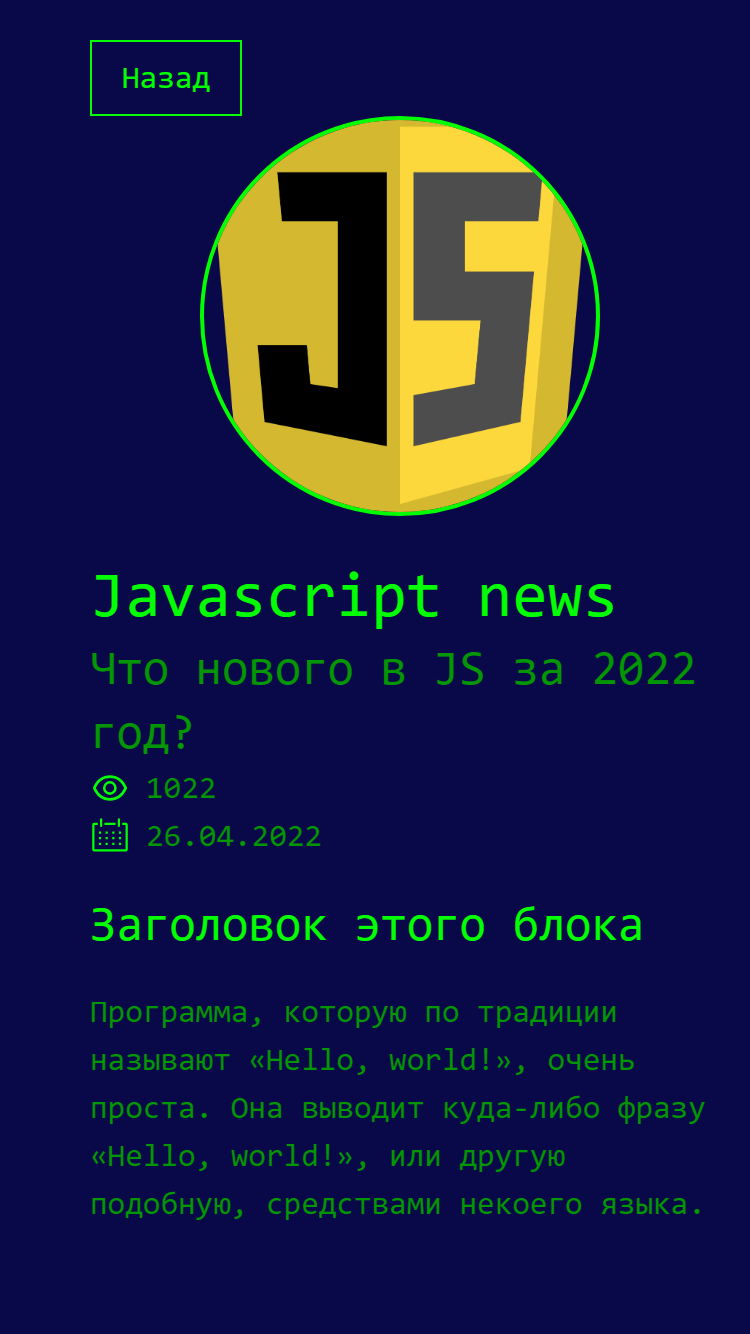 Назад
JS
Javascript news
Что нового в JS за 2022
год?
1022
26.04.2022
Заголовок этого блока
Программа, которую по традиции
называют «Hello, world!», очень
проста. Она выводит куда-либо фразу
«Hello, world!», или другую
подобную, средствами некоего языка.